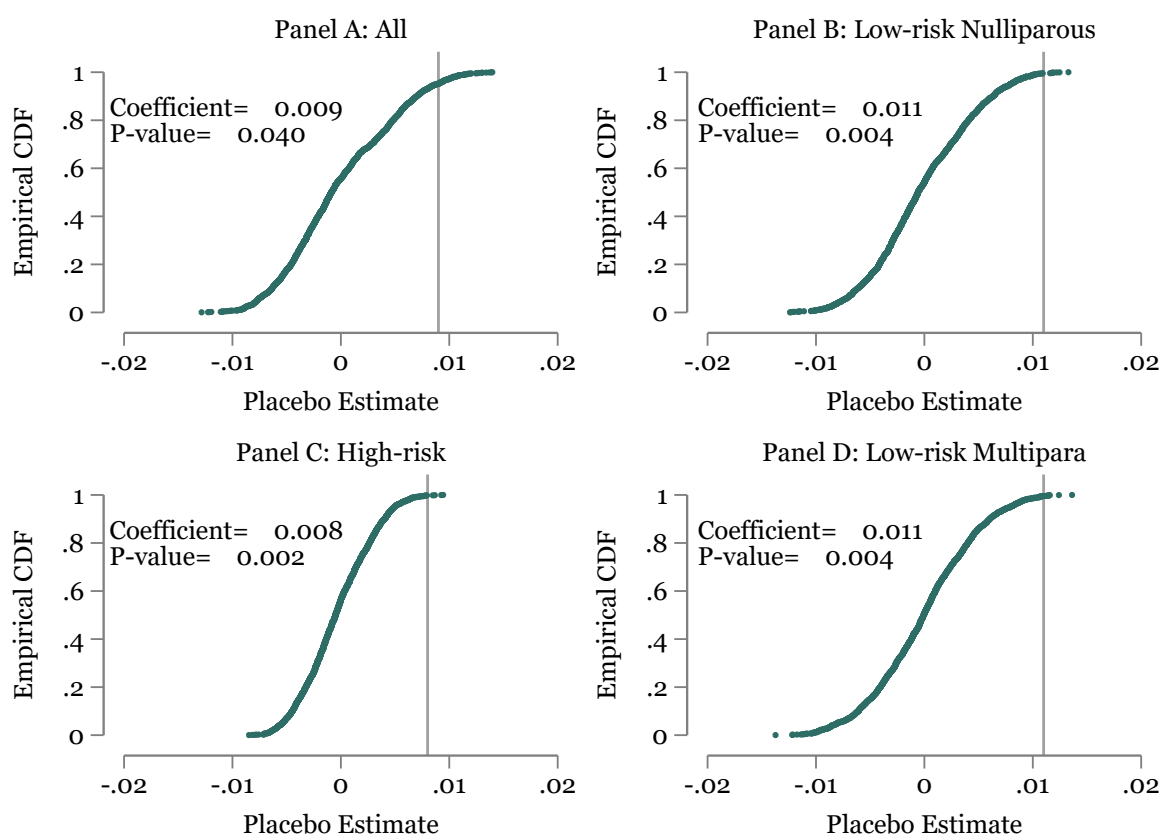 Panel A: All
Empirical CDF
1
.8
.6
.4
.2
0
Coefficient= 0.009
P-value= 0.040
-.02 -.01 0 .01 .02
Placebo Estimate
Panel B: Low-risk Nulliparous
Empirical CDF
1
.8
.6
.4
.2
0
Coefficient= 0.011
P-value= 0.004
-.02 -.01 0 .01 .02
Placebo Estimate
Panel C: High-risk
Empirical CDF
1
.8
.6
.4
.2
0
Coefficient= 0.008
P-value= 0.002
-.02 -.01 0 .01 .02
Placebo Estimate
Panel D: Low-risk Multipara
Empirical CDF
1
.8
.6
.4
.2
0
Coefficient= 0.011
P-value= 0.004
-.02 -.01 0 .01 .02
Placebo Estimate